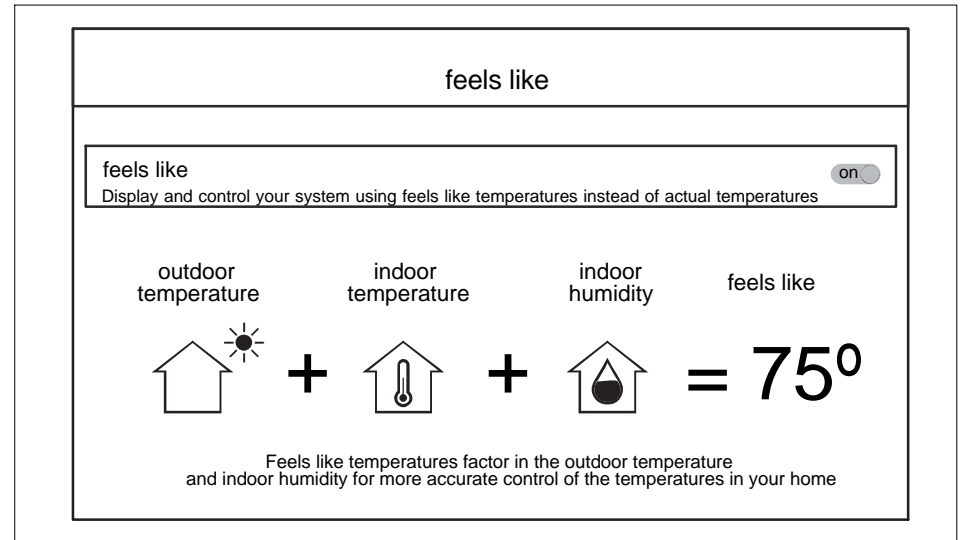 feels like
feels like
on
Display and control your system using feels like temperatures instead of actual temperatures
outdoor
temperature
indoor
temperature
indoor
humidity
feels like
+
+
= 75º
Feels like temperatures factor in the outdoor temperature
and indoor humidity for more accurate control of the temperatures in your home